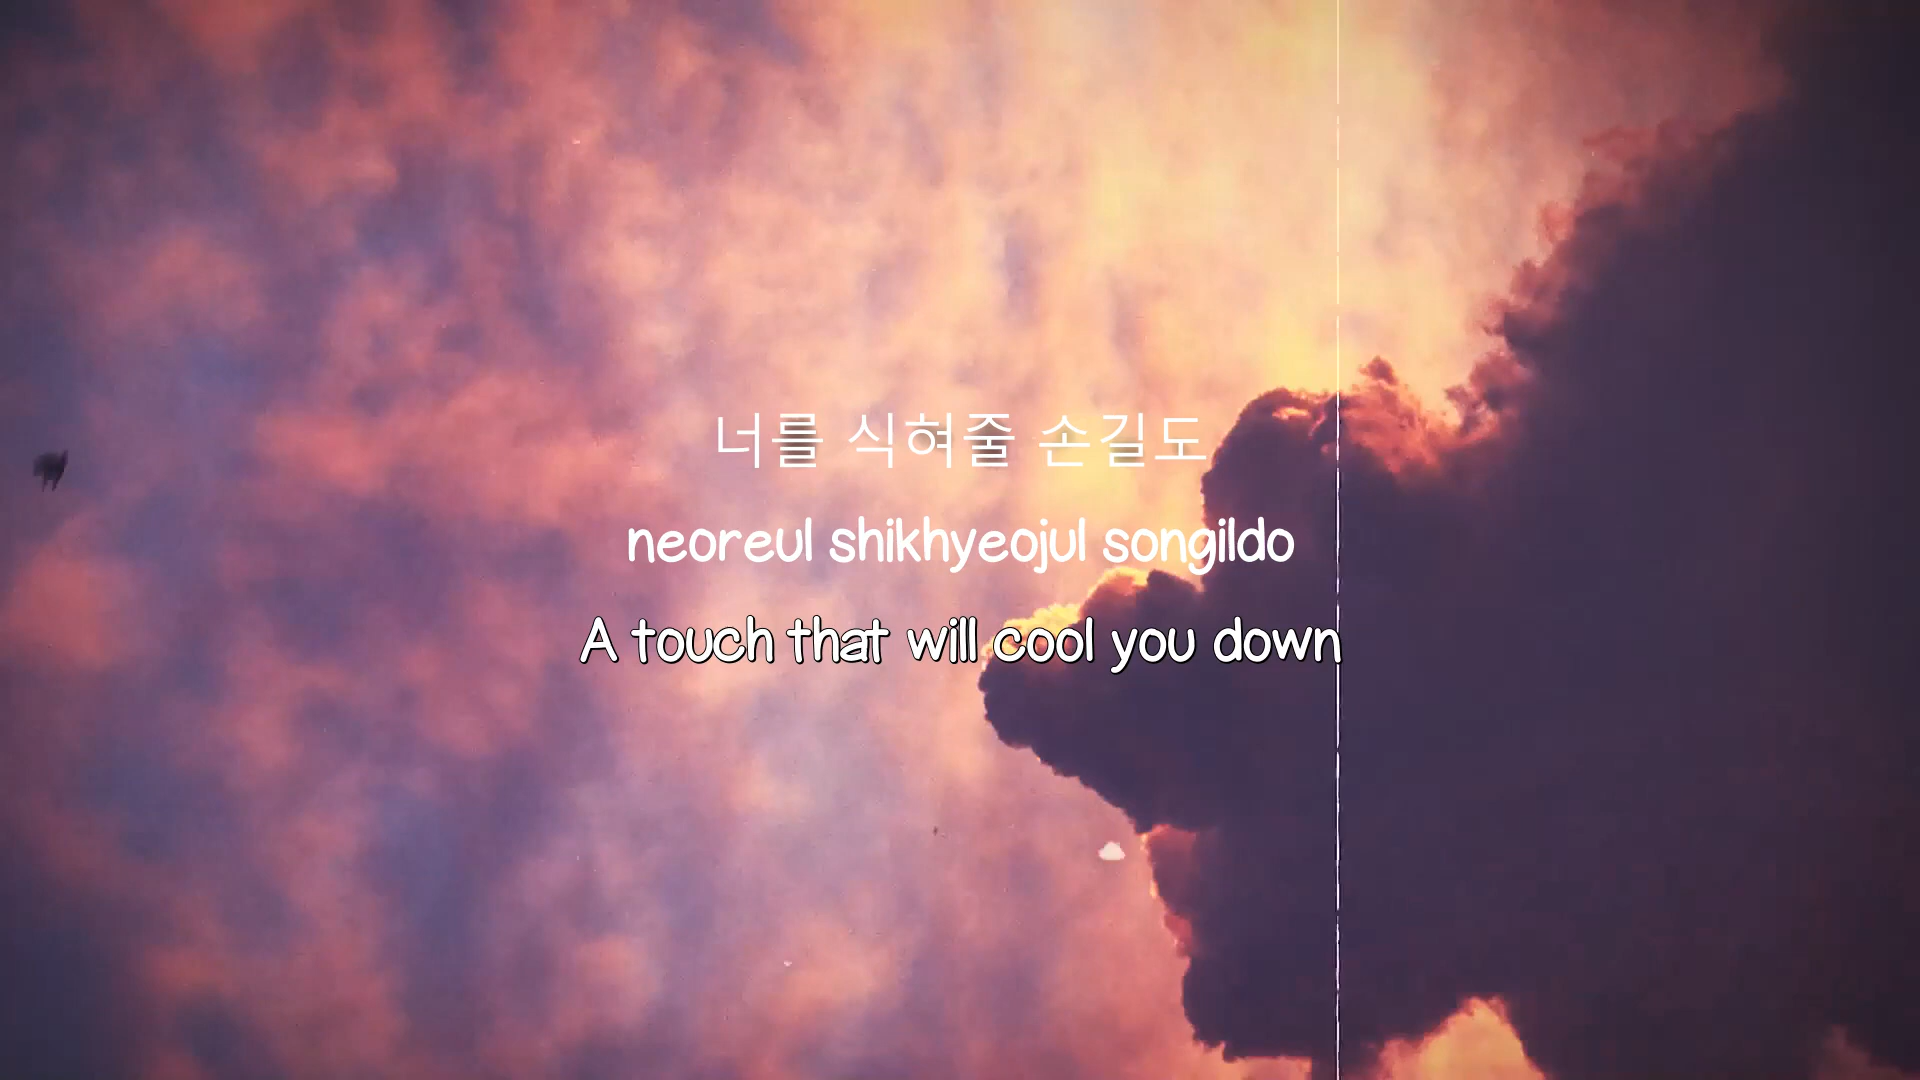 너를 식혀줄 손길도
neoreul shikhyeojul songildo
A touch that will cool you down